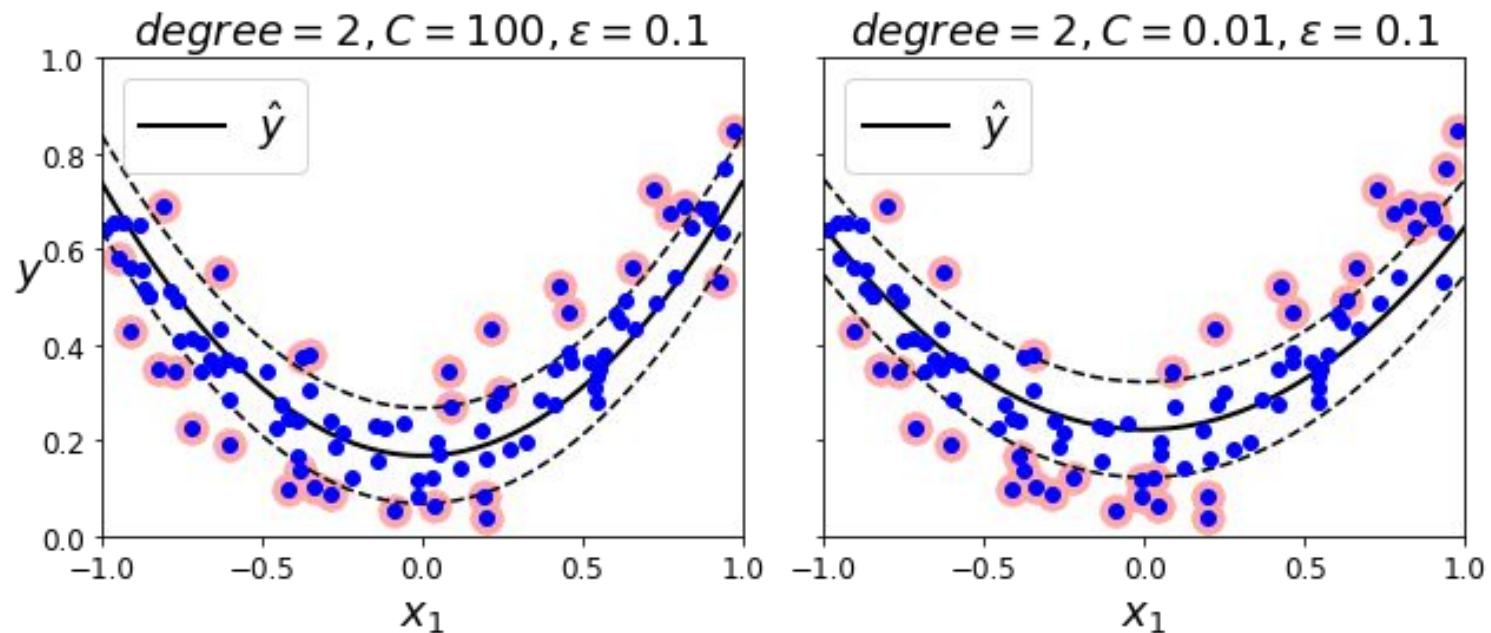 degree = 2, C = 100, ε = 0.1
degree = 2, C = 0.01, ε = 0.1
1.0
0.8
0.6
0.4
0.2
0.0
y
ŷ
ŷ
−1.0 −0.5 0.0 0.5 1.0
−1.0 −0.5 0.0 0.5 1.0
x₁
x₁